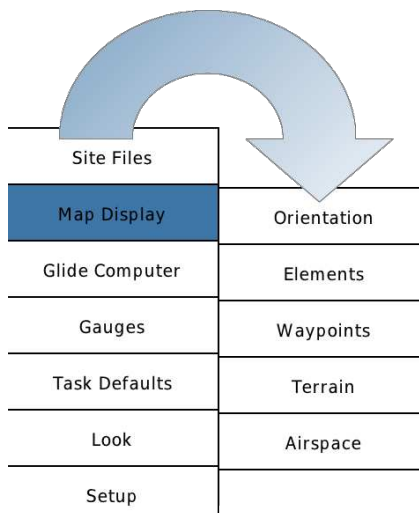 Site Files
Map Display
Glide Computer
Gauges
Task Defaults
Look
Setup
Orientation
Elements
Waypoints
Terrain
Airspace